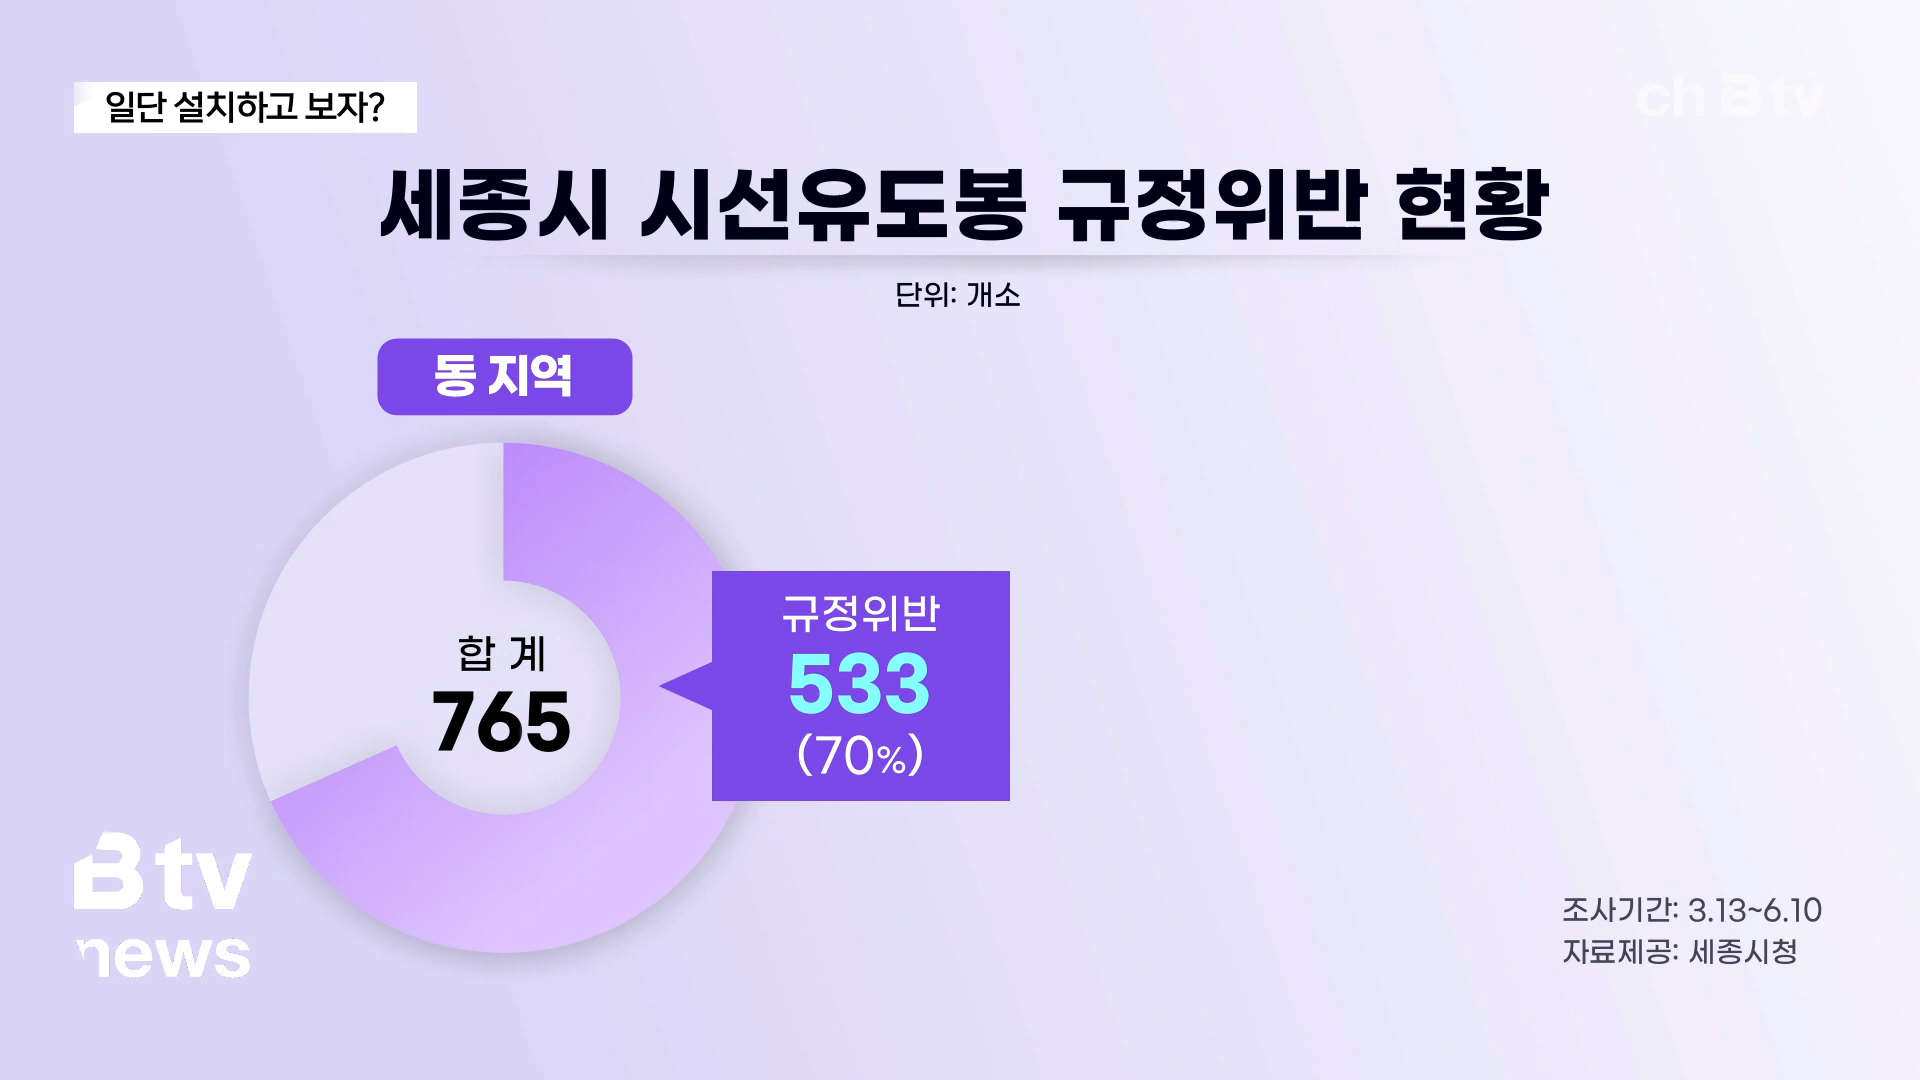 일단 설치하고 보자?
ch B tv
세종시 시선유도봉 규정위반 현황
단위: 개소
동 지역
합 계
765
규정위반
533
(70%)
B tv
news
조사기간: 3.13~6.10
자료제공: 세종시청